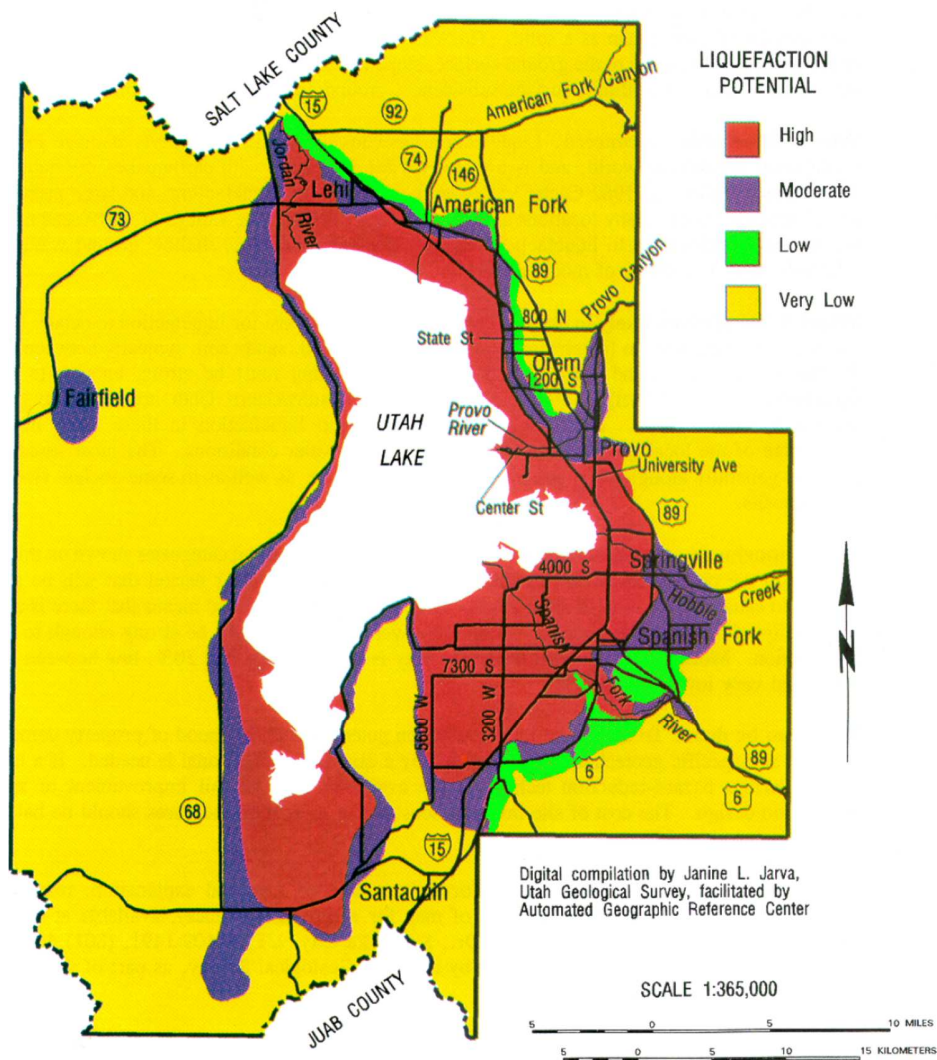 SALT LAKE COUNTY
LIQUEFACTION
POTENTIAL
High
Moderate
Low
Very Low
15
92
American Fork Canyon
74
146
Jordan
River
Lehi
American Fork
73
89
Provo Canyon
800 N
State St
Orem
1200 S
Fairfield
UTAH
LAKE
Provo
River
Provo
University Ave
Center St
89
Springville
4000 S
Hobble
Creek
Spanish
Fork
River
Spanish Fork
7300 S
5600 W
3200 W
6
89
6
68
15
Santaquin
JUAB COUNTY
N
Digital compilation by Janine L. Jarva,
Utah Geological Survey, facilitated by
Automated Geographic Reference Center
SCALE 1:365,000
5 0 5 10 MILES
5 0 5 10 15 KILOMETERS